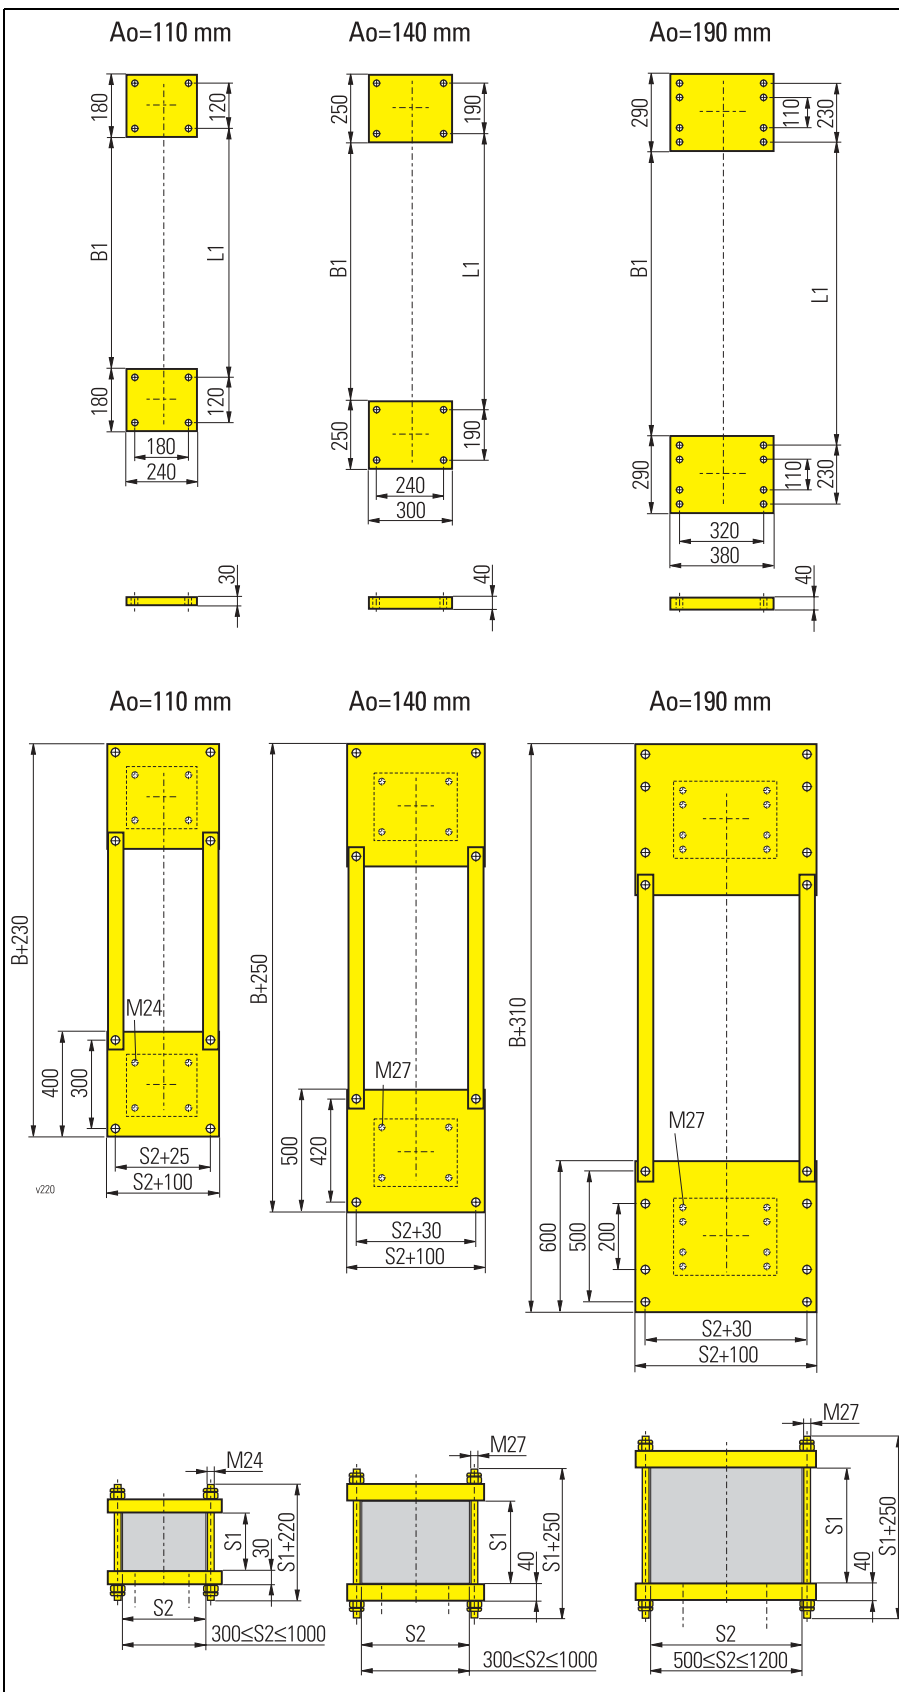 Ao=110 mm
Ao=140 mm
Ao=190 mm
180
120
B1
L1
180
120
180
240
30
250
190
B1
L1
250
190
240
300
40
290
110
230
B1
L1
290
110
230
320
380
40
Ao=110 mm
Ao=140 mm
Ao=190 mm
B+230
M24
400
300
S2+25
S2+100
v220
B+250
M27
500
420
S2+30
S2+100
B+310
M27
600
500
200
S2+30
S2+100
M24
S1
30
S1+220
S2
300≤S2≤1000
M27
S1
40
S1+250
S2
300≤S2≤1000
M27
S1
40
S1+250
S2
500≤S2≤1200